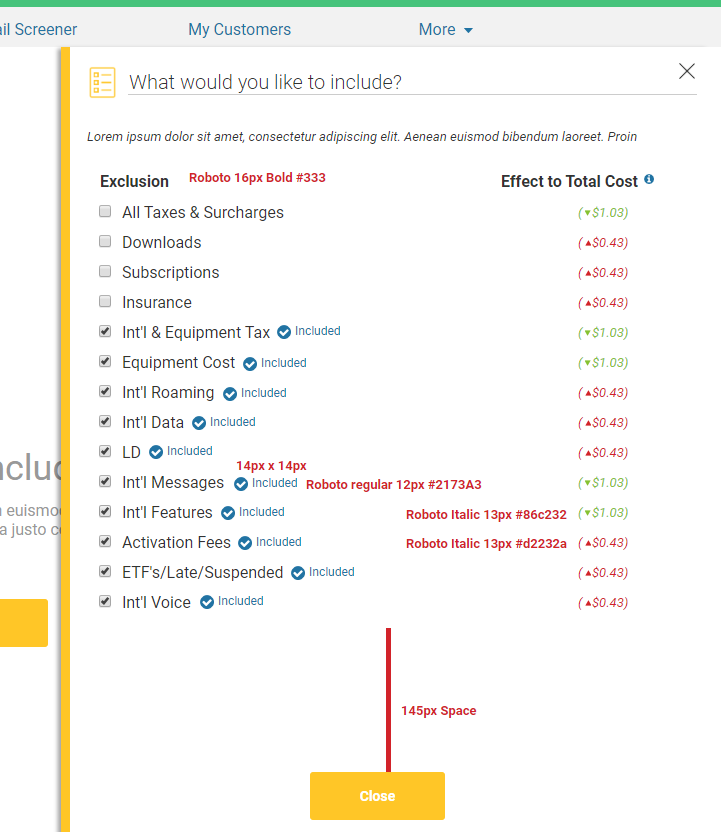 ail Screener My Customers More
What would you like to include?
Lorem ipsum dolor sit amet, consectetur adipiscing elit. Aenean euismod bibendum laoreet. Proin
Exclusion Roboto 16px Bold #333 Effect to Total Cost
All Taxes & Surcharges (▼$1.03)
Downloads (▲$0.43)
Subscriptions (▲$0.43)
Insurance (▲$0.43)
Int'l & Equipment Tax Included (▼$1.03)
Equipment Cost Included (▼$1.03)
Int'l Roaming Included (▲$0.43)
Int'l Data Included (▲$0.43)
LD Included (▲$0.43)
14px x 14px
Int'l Messages Included Roboto regular 12px #2173A3 (▼$1.03)
Int'l Features Included Roboto Italic 13px #86c232 (▼$1.03)
Activation Fees Included Roboto Italic 13px #d2232a (▲$0.43)
ETF's/Late/Suspended Included (▲$0.43)
Int'l Voice Included (▲$0.43)
nclud
euismo
a justo
145px Space
Close